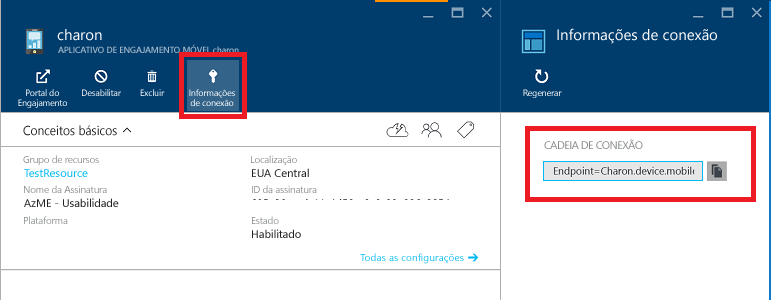 charon
APLICATIVO DE ENGAJAMENTO MÓVEL charon
Portal do
Engajamento
Desabilitar
Excluir
Informações
de conexão
Conceitos básicos
Grupo de recursos
TestResource
Nome da Assinatura
AzME - Usabilidade
Plataforma
Localização
EUA Central
ID da assinatura
Estado
Habilitado
Todas as configurações
Informações de conexão
Regenerar
CADEIA DE CONEXÃO
Endpoint=Charon.device.mobile